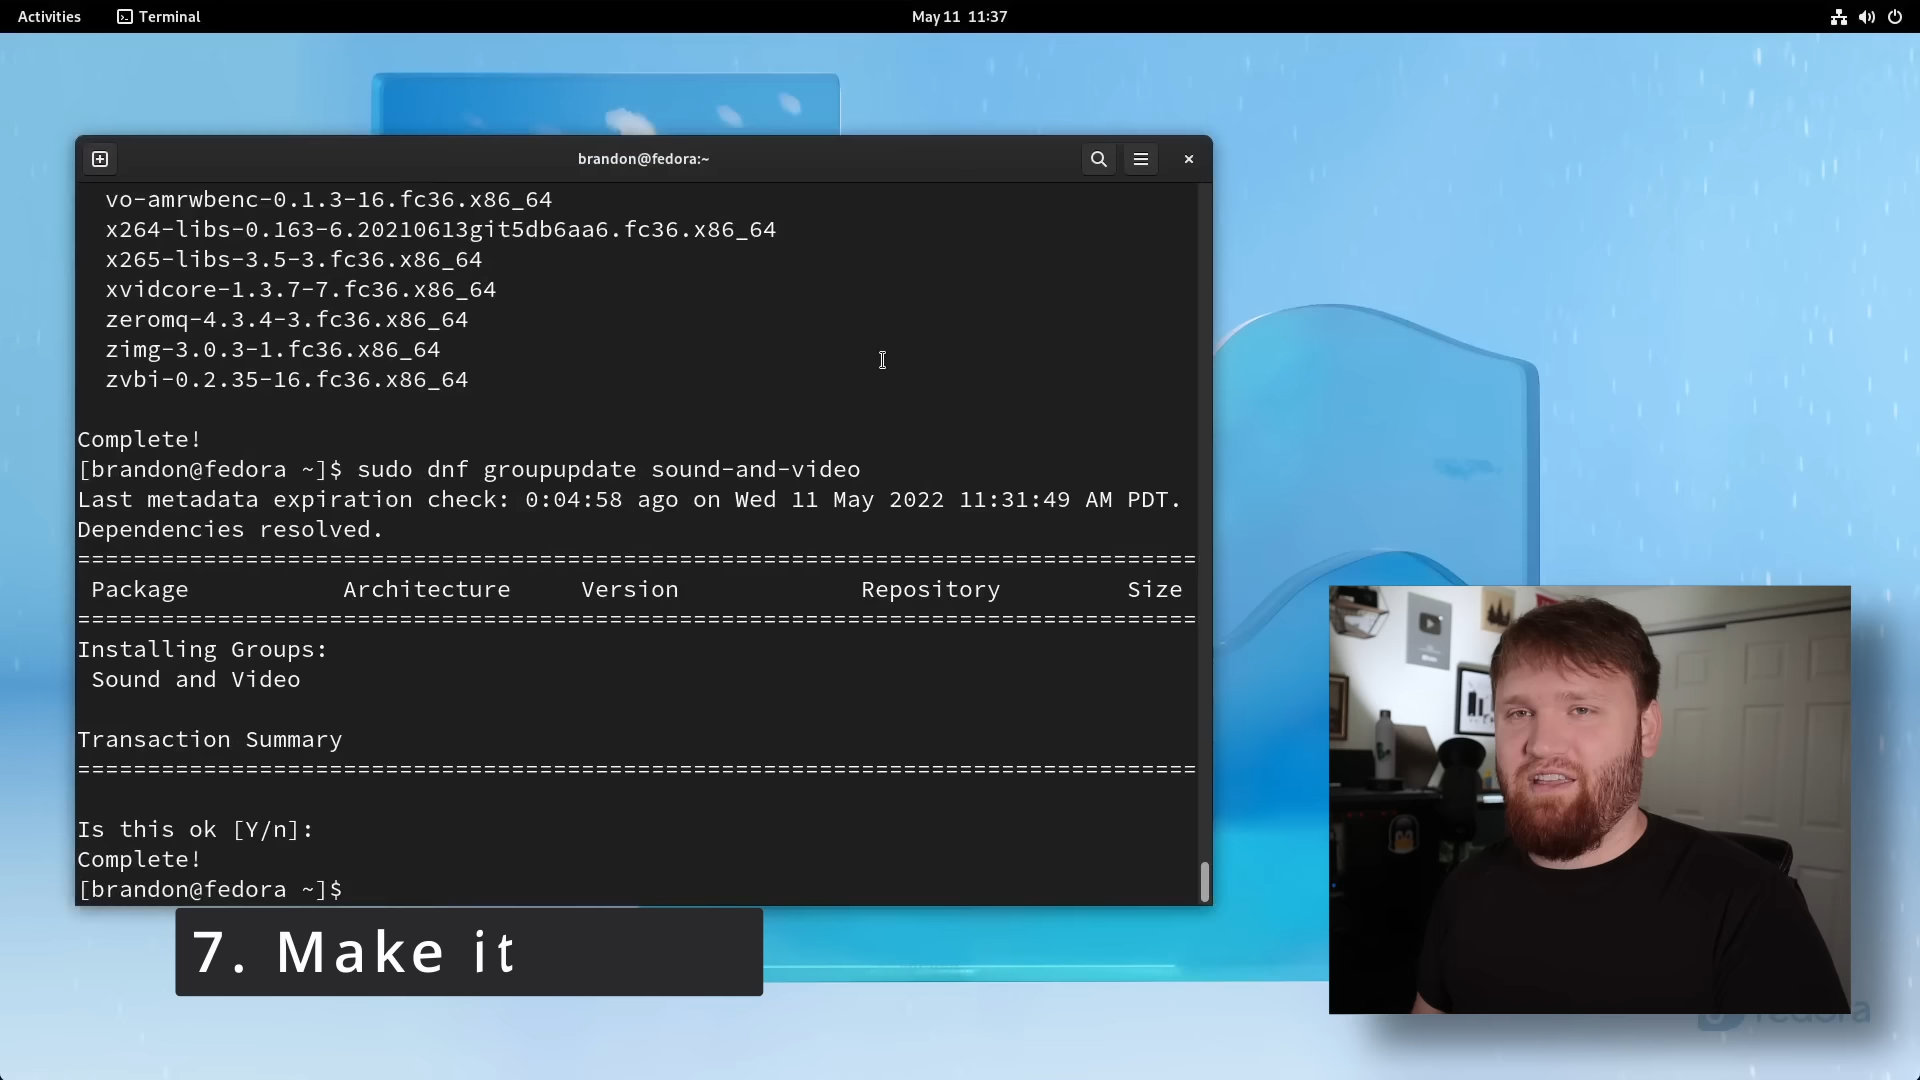 Activities
Terminal
May 11 11:37
brandon@fedora:~
vo-amrwbenc-0.1.3-16.fc36.x86_64
x264-libs-0.163-6.20210613git5db6aa6.fc36.x86_64
x265-libs-3.5-3.fc36.x86_64
xvidcore-1.3.7-7.fc36.x86_64
zeromq-4.3.4-3.fc36.x86_64
zimg-3.0.3-1.fc36.x86_64
zvbi-0.2.35-16.fc36.x86_64
Complete!
[brandon@fedora ~]$ sudo dnf groupupdate sound-and-video
Last metadata expiration check: 0:04:58 ago on Wed 11 May 2022 11:31:49 AM PDT.
Dependencies resolved.
================================================================================
Package Architecture Version Repository Size
================================================================================
Installing Groups:
Sound and Video
Transaction Summary
================================================================================
Is this ok [Y/n]:
Complete!
[brandon@fedora ~]$
7. Make it
fedora